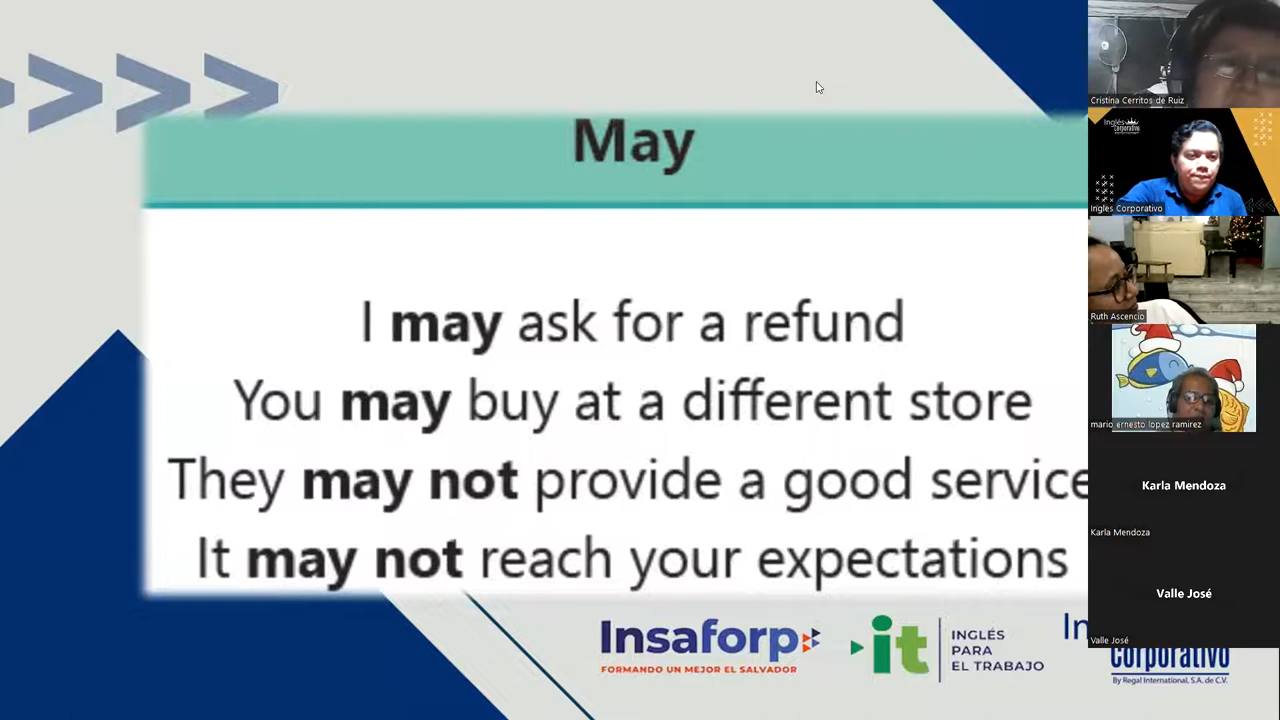 May
I may ask for a refund
You may buy at a different store
They may not provide a good service
It may not reach your expectations
Insaforp
FORMANDO UN MEJOR EL SALVADOR
it
INGLÉS
PARA
EL TRABAJO
In
corporativo
By Regal International, S.A. de C.V.
Cristina Cerritos de Ruiz
Inglés
Corporativo
Ingles Corporativo
Ruth Ascencio
mario ernesto lopez ramirez
Karla Mendoza
Karla Mendoza
Valle José
Valle José